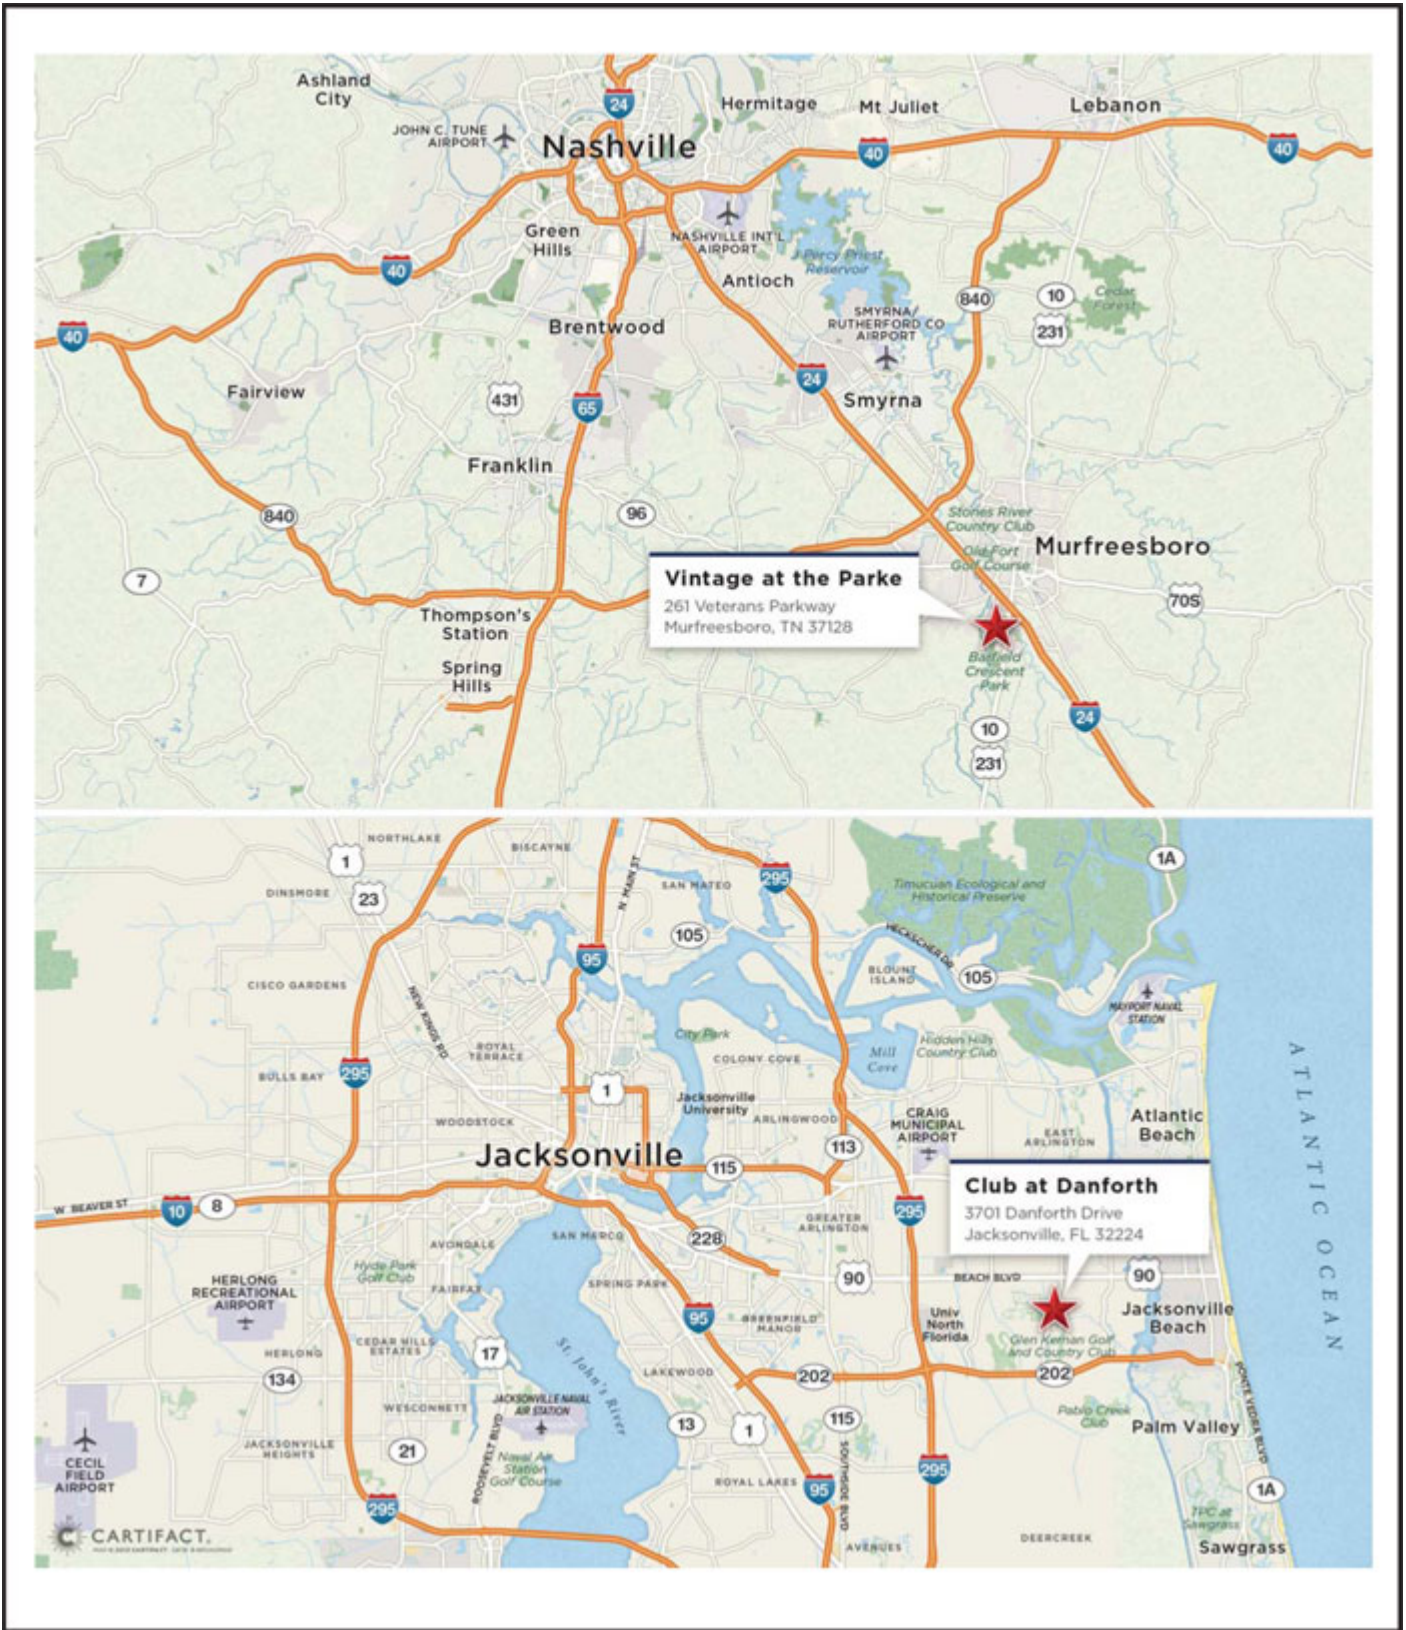 Ashland
City
24
Hermitage
Mt Juliet
Lebanon
JOHN C. TUNE
AIRPORT
Nashville
40
40
Green
Hills
NASHVILLE INT'L
AIRPORT
J Percy Priest
Reservoir
40
Antioch
840
10
Cedar
Forest
SMYRNA/
RUTHERFORD CO
AIRPORT
231
40
Brentwood
Fairview
431
65
24
Smyrna
Franklin
840
96
Stones River
Country Club
Murfreesboro
Old Fort
Golf Course
7
Vintage at the Parke
261 Veterans Parkway
Murfreesboro, TN 37128
70S
Thompson's
Station
Spring
Hills
Barfield
Crescent
Park
24
10
231
NORTHLAKE
BISCAYNE
1
1A
DINSMORE
23
N MAIN ST
SAN MATEO
295
Timucuan Ecological and
Historical Preserve
105
HECKSCHER DR
95
BLOUNT
ISLAND
105
CISCO GARDENS
NEW KINGS RD
MAYPORT NAVAL
STATION
City Park
Hidden Hills
Country Club
ROYAL
TERRACE
COLONY COVE
Mill
Cove
BULLS BAY
295
1
Jacksonville
University
ARLINGWOOD
CRAIG
MUNICIPAL
AIRPORT
Atlantic
Beach
WOODSTOCK
EAST
ARLINGTON
ATLANTIC OCEAN
Jacksonville
113
115
Club at Danforth
3701 Danforth Drive
Jacksonville, FL 32224
W BEAVER ST
10
8
295
GREATER
ARLINGTON
AVONDALE
SAN MARCO
228
Hyde Park
Golf Club
HERLONG
RECREATIONAL
AIRPORT
FAIRFAX
SPRING PARK
90
BEACH BLVD
90
95
GREENFIELD
MANOR
Univ
North
Florida
Jacksonville
Beach
CEDAR HILLS
ESTATES
17
St. John's River
Glen Kernan Golf
and Country Club
HERLONG
134
LAKEWOOD
202
202
PONTE VEDRA BLVD
WESCONNETT
JACKSONVILLE NAVAL
AIR STATION
13
1
115
Pablo Creek
Club
Palm Valley
JACKSONVILLE
HEIGHTS
21
ROOSEVELT BLVD
SOUTHSIDE BLVD
CECIL
FIELD
AIRPORT
Naval Air
Station
Golf Course
ROYAL LAKES
95
295
1A
295
TPC at
Sawgrass
CARTIFACT.
AVENUES
DEERCREEK
Sawgrass